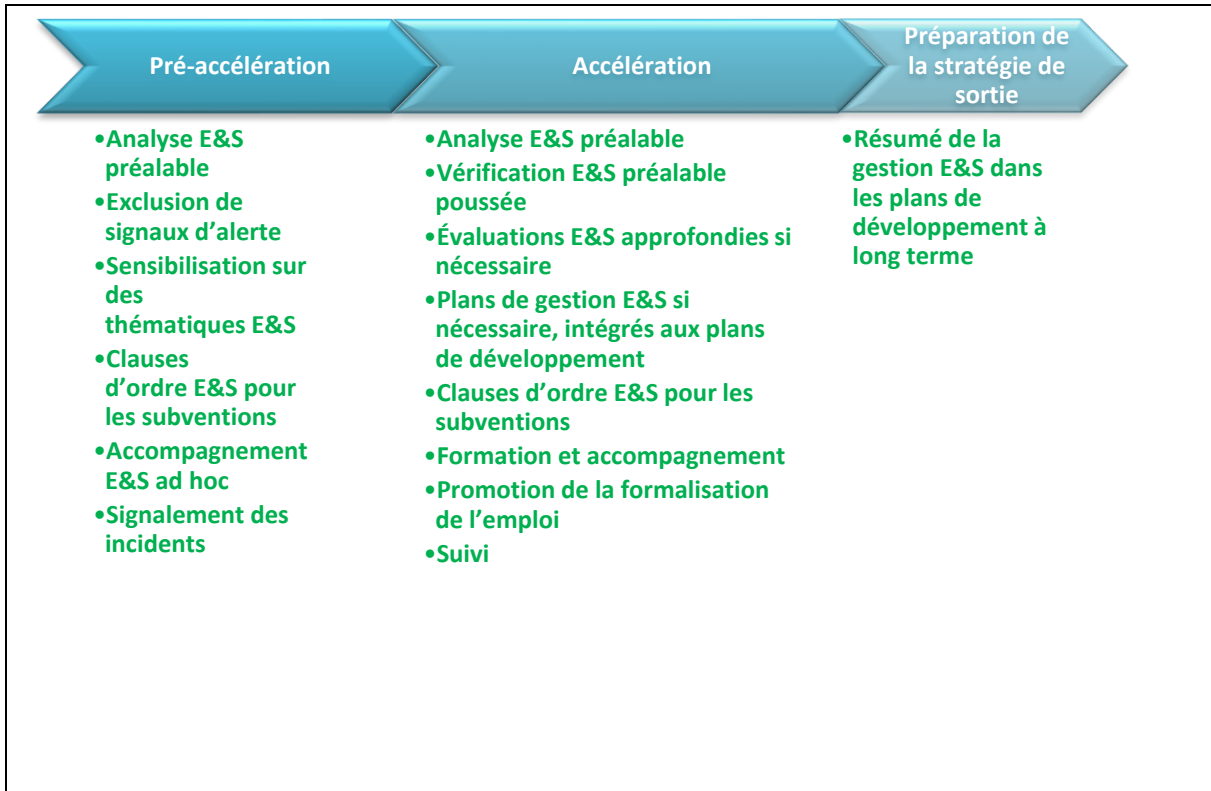 Pré-accélération
Accélération
Préparation de
la stratégie de
sortie
•Analyse E&S
préalable
•Exclusion de
signaux d’alerte
•Sensibilisation sur
des
thématiques E&S
•Clauses
d’ordre E&S pour
les subventions
•Accompagnement
E&S ad hoc
•Signalement des
incidents
•Analyse E&S préalable
•Vérification E&S préalable
poussée
•Évaluations E&S approfondies si
nécessaire
•Plans de gestion E&S si
nécessaire, intégrés aux plans
de développement
•Clauses d’ordre E&S pour les
subventions
•Formation et accompagnement
•Promotion de la formalisation
de l’emploi
•Suivi
•Résumé de la
gestion E&S dans
les plans de
développement à
long terme